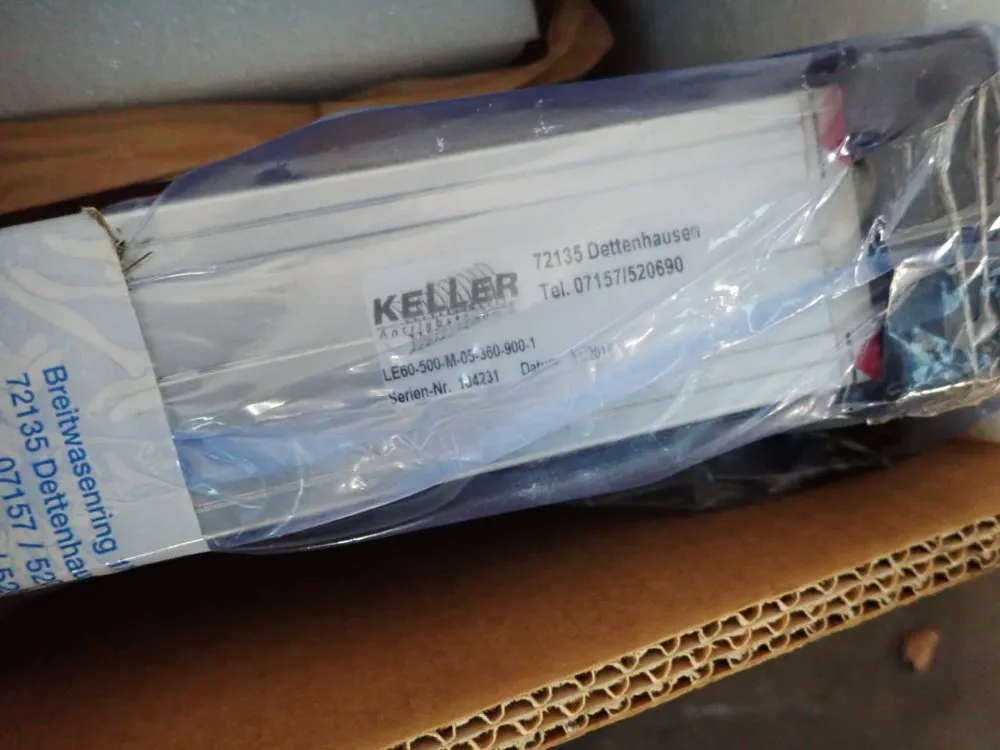 KELLER
72135 Dettenhausen
Tel. 07157/520690
LE60-500-M-05-360-900-1
Serien-Nr. 104231
Breitwasenring
72135 Dettenhau
07157 / 52